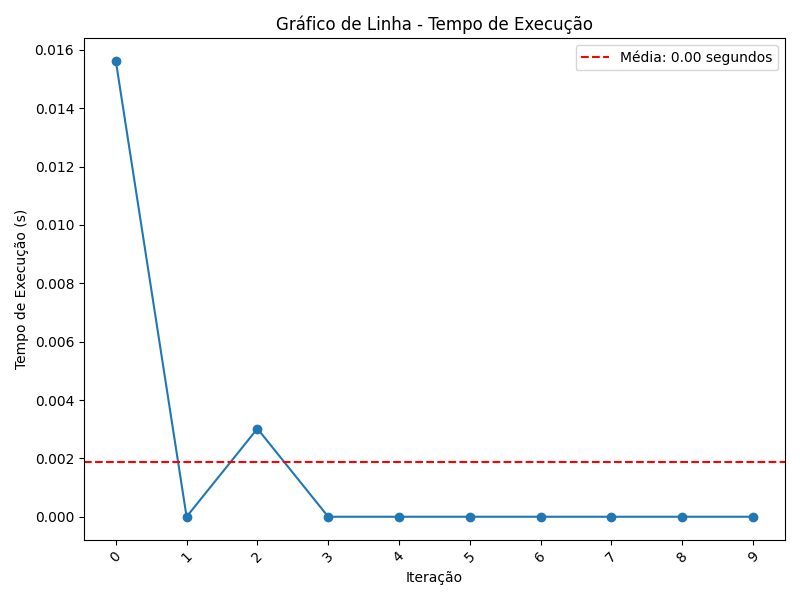 Gráfico de Linha - Tempo de Execução
Média: 0.00 segundos
Tempo de Execução (s)
0.016
0.014
0.012
0.010
0.008
0.006
0.004
0.002
0.000
0 1 2 3 4 5 6 7 8 9
Iteração